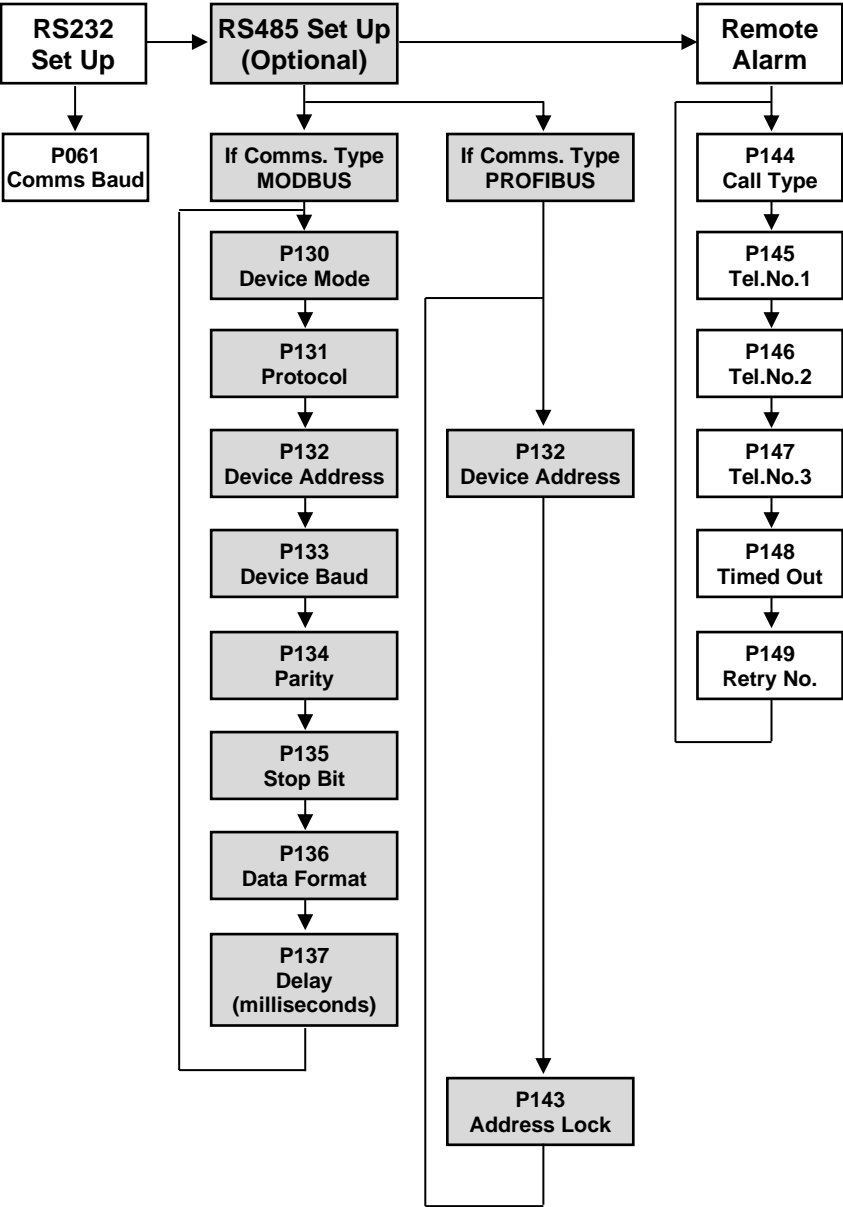 RS232
Set Up
RS485 Set Up
(Optional)
Remote
Alarm
P061
Comms Baud
If Comms. Type
MODBUS
If Comms. Type
PROFIBUS
P144
Call Type
P130
Device Mode
P145
Tel.No.1
P131
Protocol
P146
Tel.No.2
P132
Device Address
P132
Device Address
P147
Tel.No.3
P133
Device Baud
P148
Timed Out
P134
Parity
P149
Retry No.
P135
Stop Bit
P136
Data Format
P137
Delay
(milliseconds)
P143
Address Lock